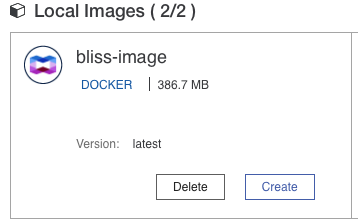 Local Images ( 2/2 )
bliss-image
DOCKER | 386.7 MB
Version: latest
Delete Create